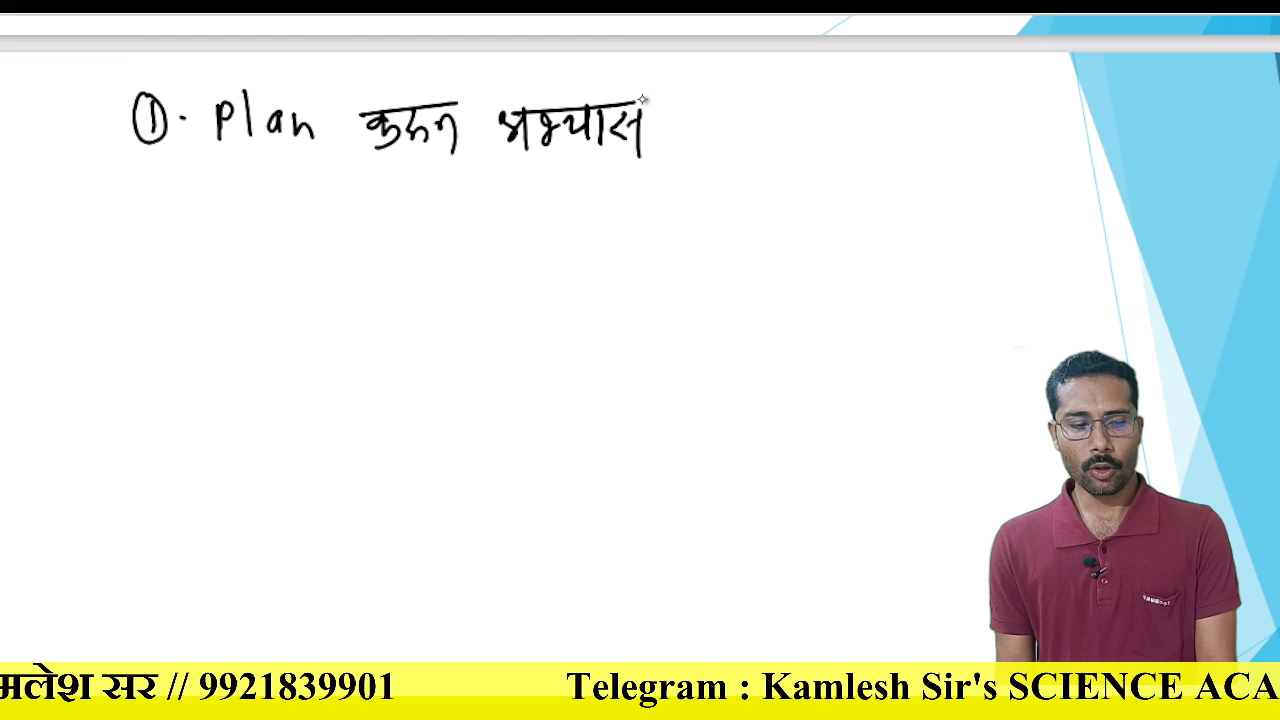 ①. Plan करून अभ्यास
मलेश सर // 9921839901 Telegram : Kamlesh Sir's SCIENCE ACA